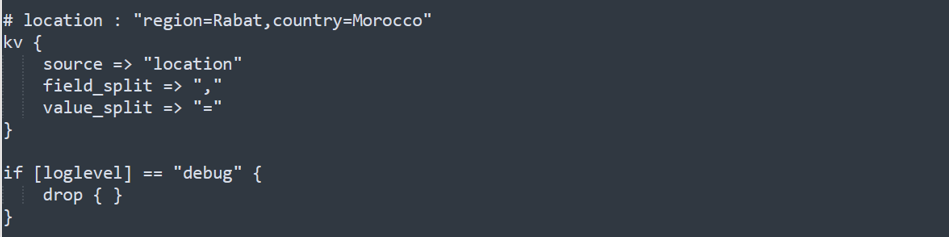 # location : "region=Rabat,country=Morocco"
kv {
    source => "location"
    field_split => ","
    value_split => "="
}

if [loglevel] == "debug" {
    drop { }
}